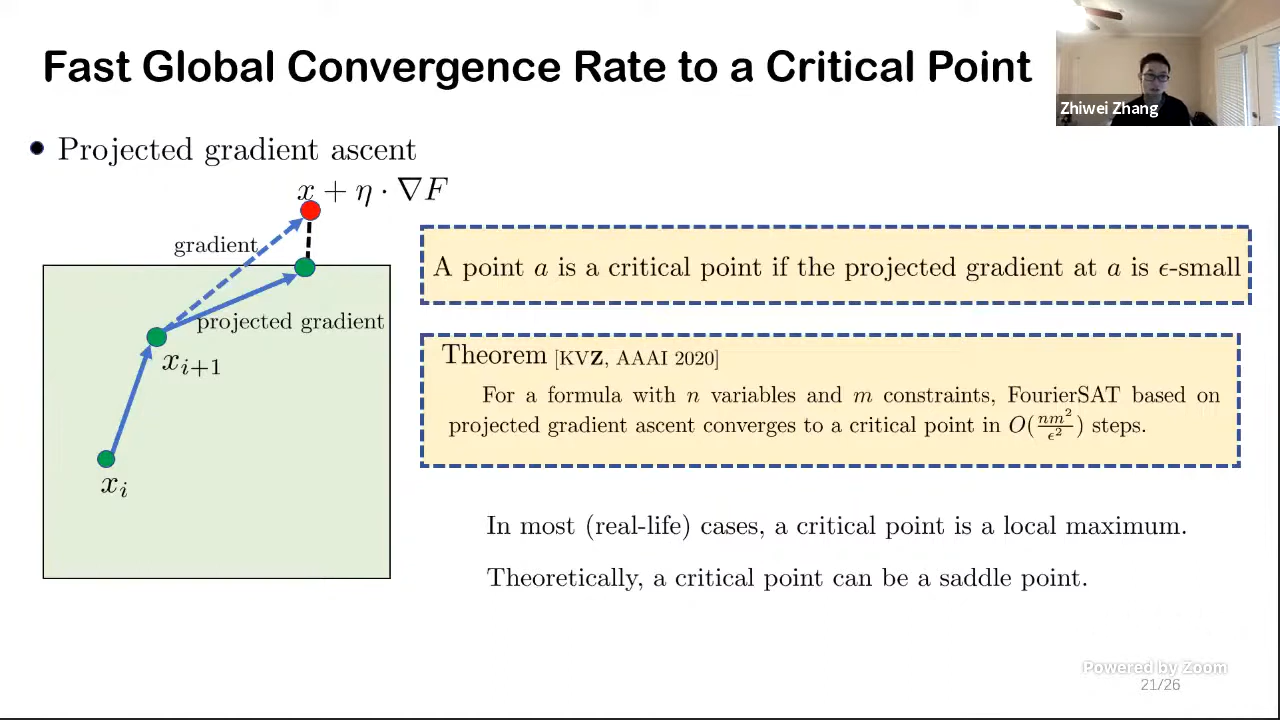 Fast Global Convergence Rate to a Critical Point
Zhiwei Zhang
Projected gradient ascent
x + η · ∇F
gradient
projected gradient
x_{i+1}
x_i
A point a is a critical point if the projected gradient at a is ϵ-small
Theorem [KVZ, AAAI 2020]
For a formula with n variables and m constraints, FourierSAT based on
projected gradient ascent converges to a critical point in O(nm²/ϵ²) steps.
In most (real-life) cases, a critical point is a local maximum.
Theoretically, a critical point can be a saddle point.
Powered by Zoom
21/26